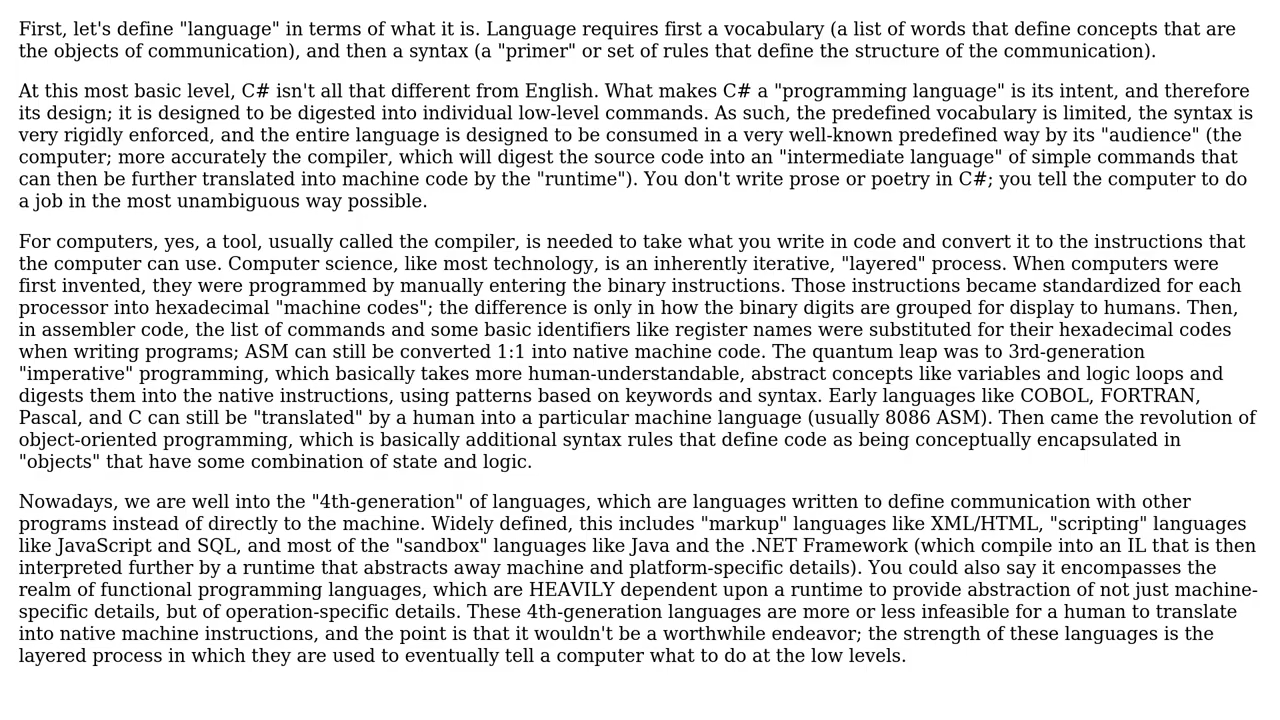 First, let's define "language" in terms of what it is. Language requires first a vocabulary (a list of words that define concepts that are
the objects of communication), and then a syntax (a "primer" or set of rules that define the structure of the communication).
At this most basic level, C# isn't all that different from English. What makes C# a "programming language" is its intent, and therefore
its design; it is designed to be digested into individual low-level commands. As such, the predefined vocabulary is limited, the syntax is
very rigidly enforced, and the entire language is designed to be consumed in a very well-known predefined way by its "audience" (the
computer; more accurately the compiler, which will digest the source code into an "intermediate language" of simple commands that
can then be further translated into machine code by the "runtime"). You don't write prose or poetry in C#; you tell the computer to do
a job in the most unambiguous way possible.
For computers, yes, a tool, usually called the compiler, is needed to take what you write in code and convert it to the instructions that
the computer can use. Computer science, like most technology, is an inherently iterative, "layered" process. When computers were
first invented, they were programmed by manually entering the binary instructions. Those instructions became standardized for each
processor into hexadecimal "machine codes"; the difference is only in how the binary digits are grouped for display to humans. Then,
in assembler code, the list of commands and some basic identifiers like register names were substituted for their hexadecimal codes
when writing programs; ASM can still be converted 1:1 into native machine code. The quantum leap was to 3rd-generation
"imperative" programming, which basically takes more human-understandable, abstract concepts like variables and logic loops and
digests them into the native instructions, using patterns based on keywords and syntax. Early languages like COBOL, FORTRAN,
Pascal, and C can still be "translated" by a human into a particular machine language (usually 8086 ASM). Then came the revolution of
object-oriented programming, which is basically additional syntax rules that define code as being conceptually encapsulated in
"objects" that have some combination of state and logic.
Nowadays, we are well into the "4th-generation" of languages, which are languages written to define communication with other
programs instead of directly to the machine. Widely defined, this includes "markup" languages like XML/HTML, "scripting" languages
like JavaScript and SQL, and most of the "sandbox" languages like Java and the .NET Framework (which compile into an IL that is then
interpreted further by a runtime that abstracts away machine and platform-specific details). You could also say it encompasses the
realm of functional programming languages, which are HEAVILY dependent upon a runtime to provide abstraction of not just machine-
specific details, but of operation-specific details. These 4th-generation languages are more or less infeasible for a human to translate
into native machine instructions, and the point is that it wouldn't be a worthwhile endeavor; the strength of these languages is the
layered process in which they are used to eventually tell a computer what to do at the low levels.